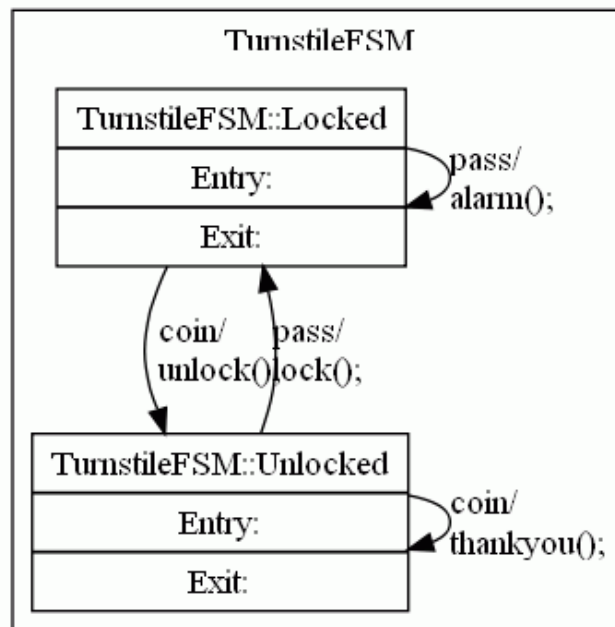 TurnstileFSM
TurnstileFSM::Locked
Entry:
Exit:
pass/
alarm();
coin/
unlock()
pass/
lock();
TurnstileFSM::Unlocked
Entry:
Exit:
coin/
thankyou();